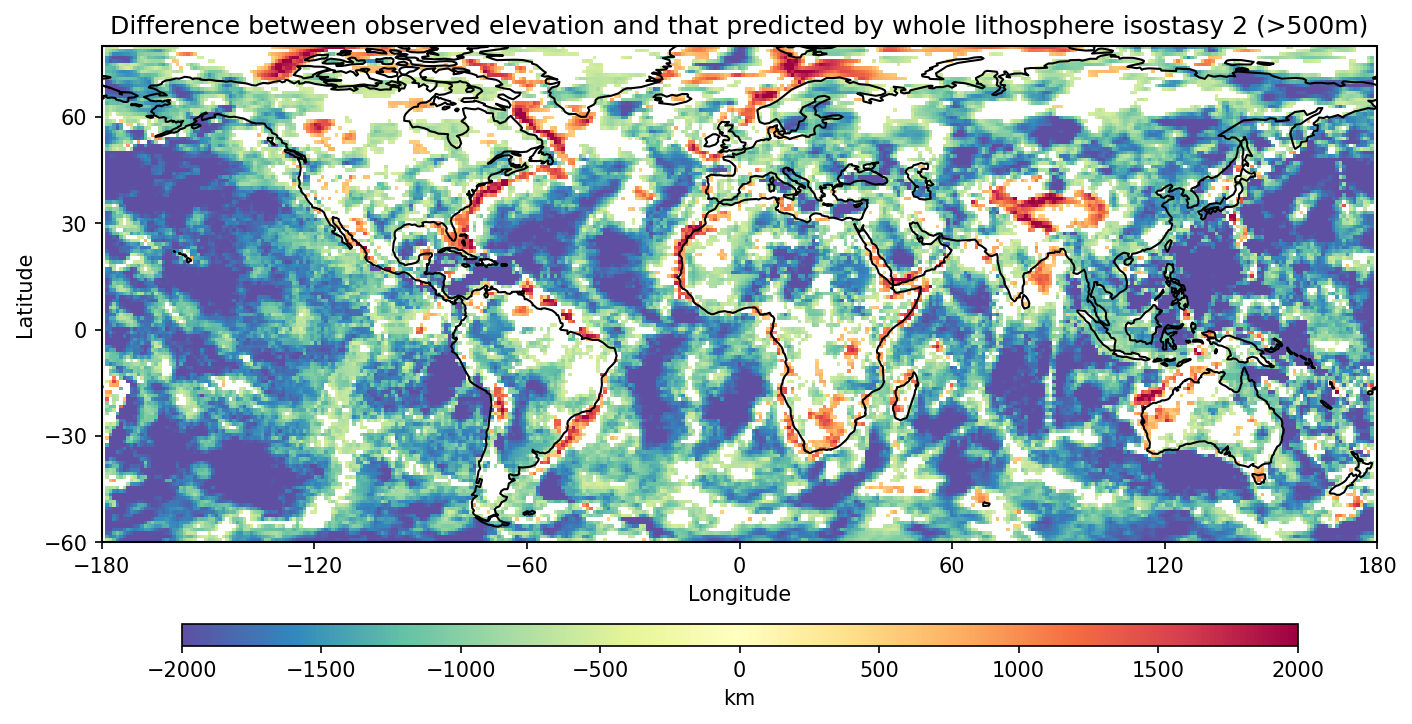 Difference between observed elevation and that predicted by whole lithosphere isostasy 2 (>500m)
Latitude
60
30
0
−30
−60
−180 −120 −60 0 60 120 180
Longitude
−2000 −1500 −1000 −500 0 500 1000 1500 2000
km